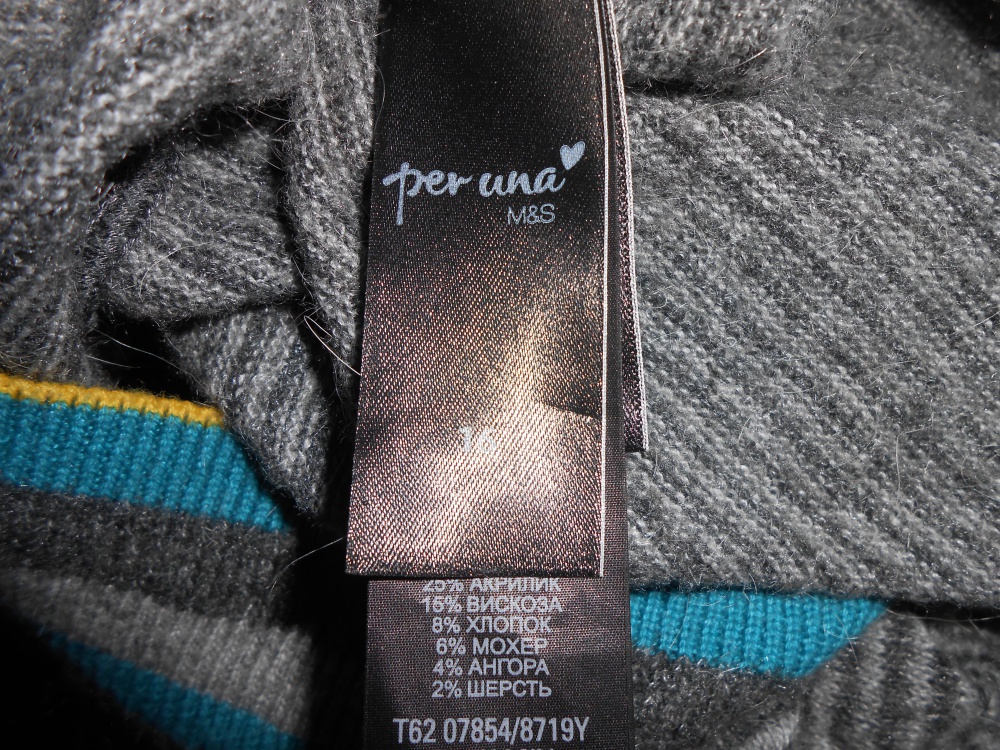 per una
M&S
16
25% АКРИЛИК
15% ВИСКОЗА
8% ХЛОПОК
6% МОХЕР
4% АНГОРА
2% ШЕРСТЬ
T62 07854/8719Y